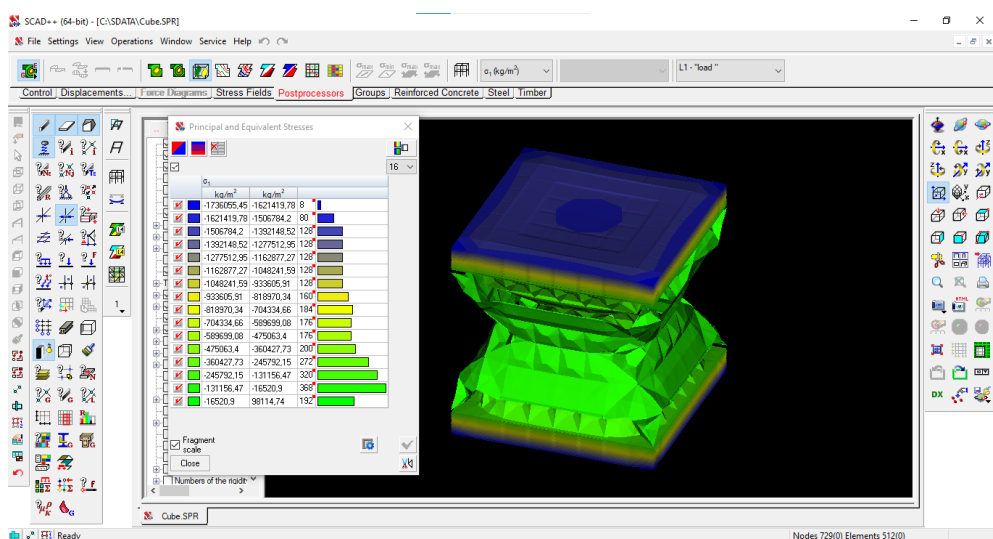 SCAD++ (64-bit) - [C:\SDATA\Cube.SPR]
File Settings View Operations Window Service Help
σ₁ (kg/m²)
L1 - "load "
Control Displacements... Force Diagrams Stress Fields Postprocessors Groups Reinforced Concrete Steel Timber
Principal and Equivalent Stresses
16
σ₁
kg/m² kg/m²
-1736055,45 -1621419,78 8
-1621419,78 -1506784,2 80
-1506784,2 -1392148,52 128
-1392148,52 -1277512,95 128
-1277512,95 -1162877,27 128
-1162877,27 -1048241,59 128
-1048241,59 -933605,91 128
-933605,91 -818970,34 160
-818970,34 -704334,66 184
-704334,66 -589699,08 176
-589699,08 -475063,4 176
-475063,4 -360427,73 200
-360427,73 -245792,15 272
-245792,15 -131156,47 320
-131156,47 -16520,9 368
-16520,9 98114,74 192
Fragment
scale
Close
Numbers of the rigidit
Cube.SPR
Ready
Nodes 729(0) Elements 512(0)